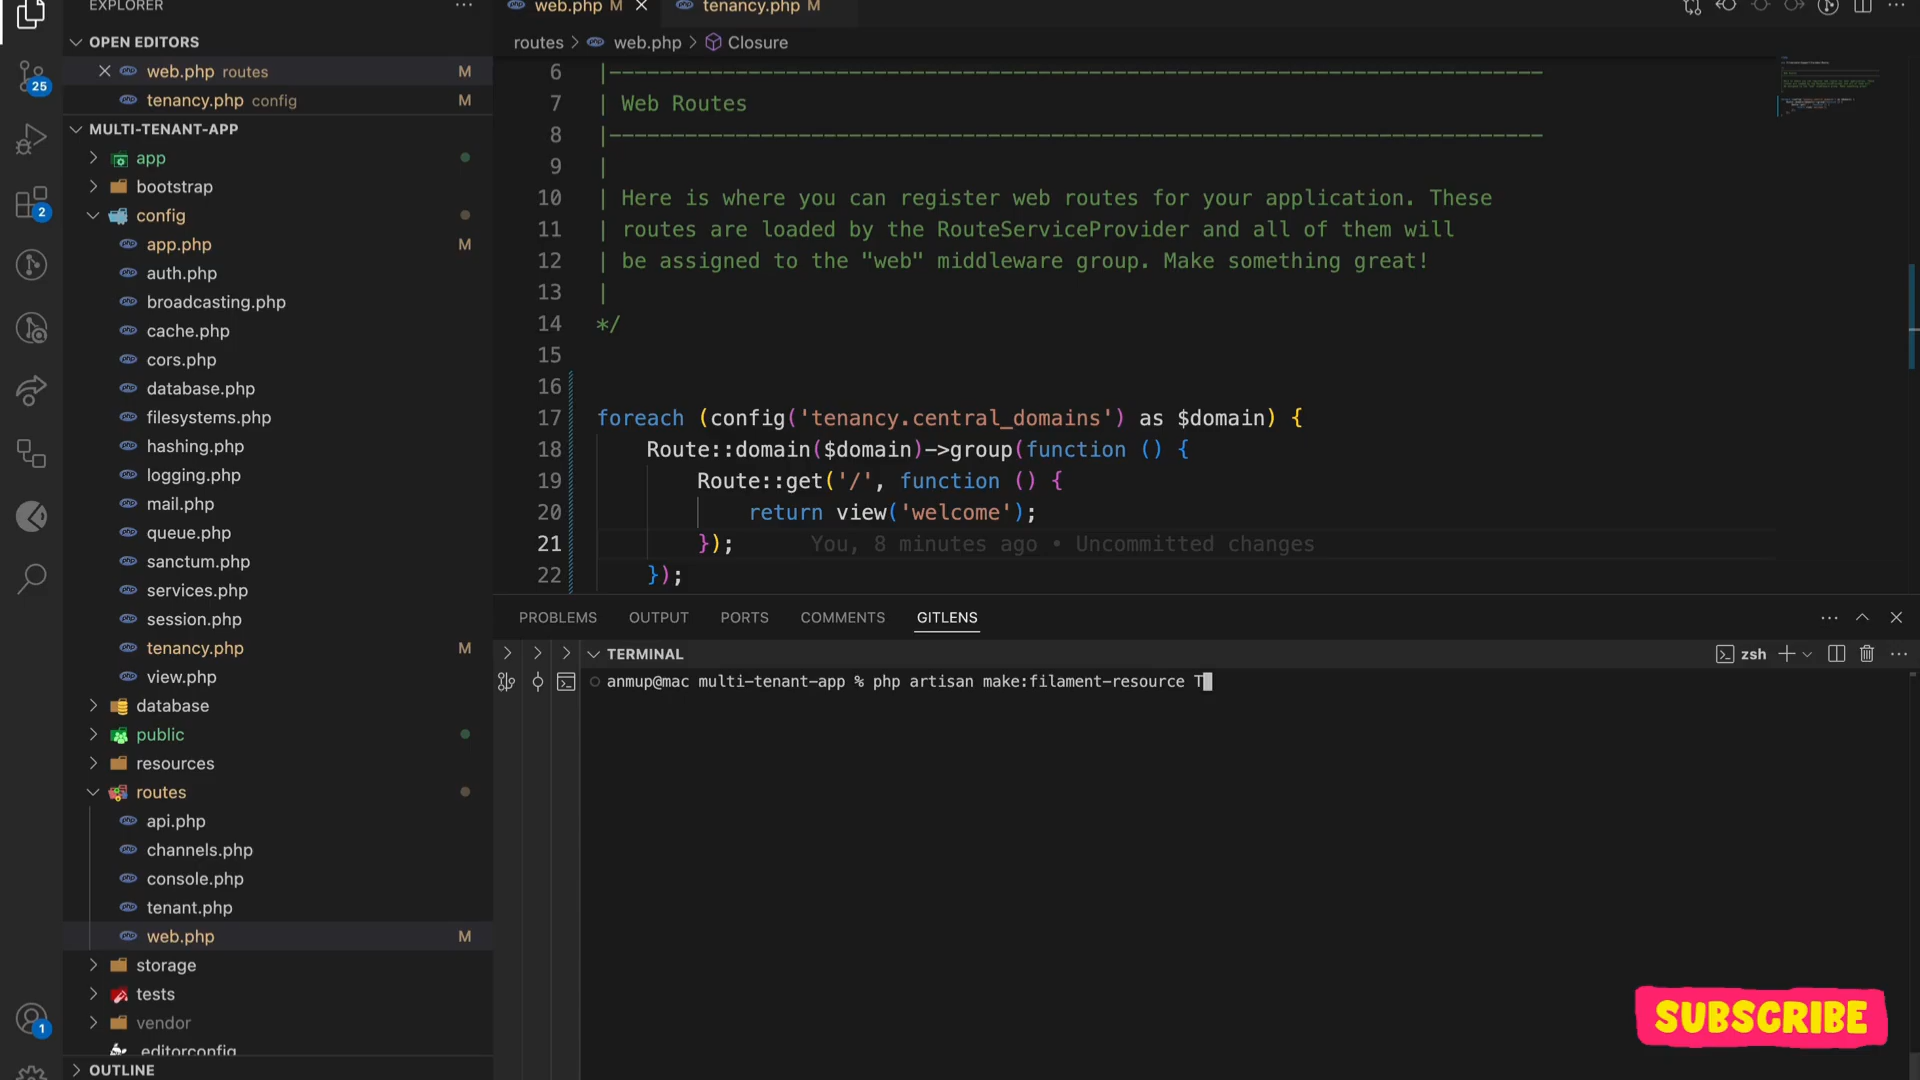 EXPLORER
OPEN EDITORS
web.php routes M
tenancy.php config M
MULTI-TENANT-APP
app
bootstrap
config
app.php M
auth.php
broadcasting.php
cache.php
cors.php
database.php
filesystems.php
hashing.php
logging.php
mail.php
queue.php
sanctum.php
services.php
session.php
tenancy.php M
view.php
database
public
resources
routes
api.php
channels.php
console.php
tenant.php
web.php M
storage
tests
vendor
.editorconfig
OUTLINE
25
2
1
web.php M
tenancy.php M
routes > web.php > Closure
6 |--------------------------------------------------------------------------
7 | Web Routes
8 |--------------------------------------------------------------------------
9 |
10 | Here is where you can register web routes for your application. These
11 | routes are loaded by the RouteServiceProvider and all of them will
12 | be assigned to the "web" middleware group. Make something great!
13 |
14 */
15
16
17 foreach (config('tenancy.central_domains') as $domain) {
18 Route::domain($domain)->group(function () {
19 Route::get('/', function () {
20 return view('welcome');
21 }); You, 8 minutes ago • Uncommitted changes
22 });
PROBLEMS OUTPUT PORTS COMMENTS GITLENS
TERMINAL
zsh
anmup@mac multi-tenant-app % php artisan make:filament-resource T
SUBSCRIBE